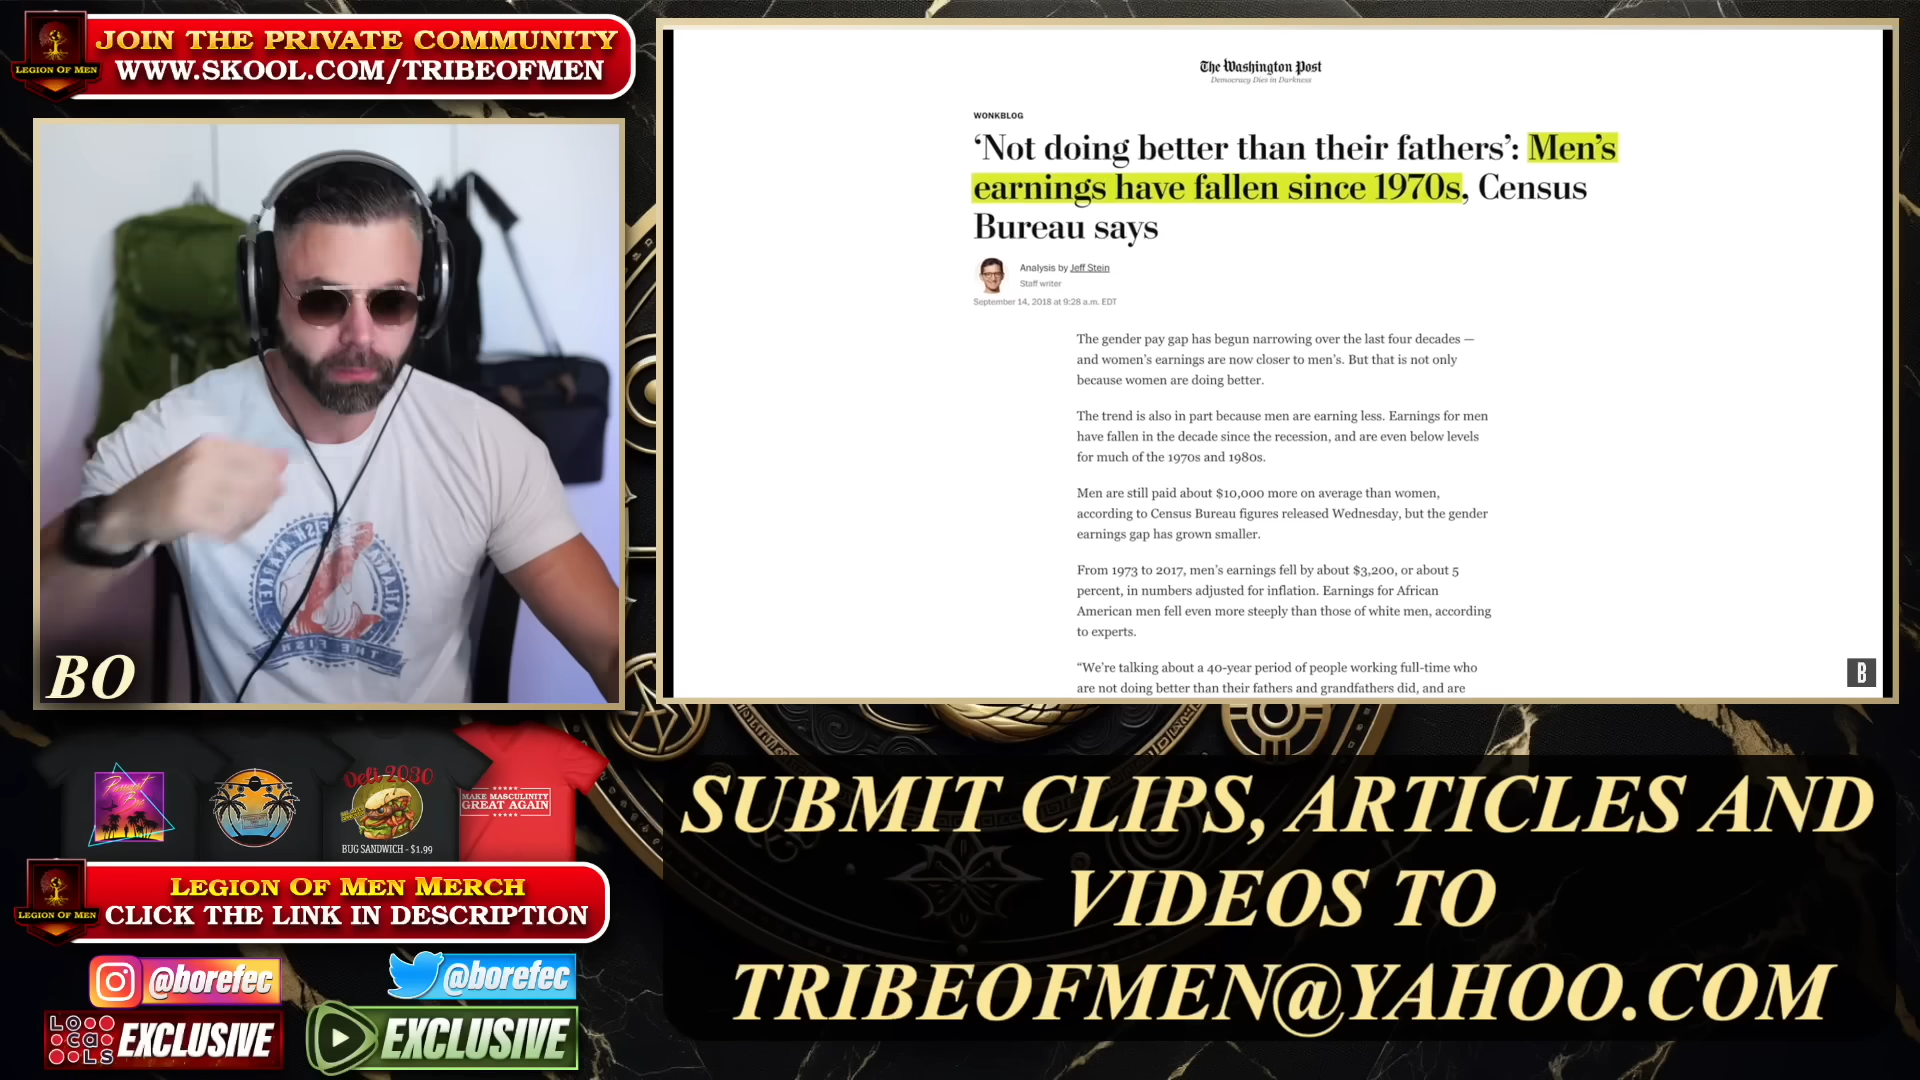 JOIN THE PRIVATE COMMUNITY
WWW.SKOOL.COM/TRIBEOFMEN
LEGION OF MEN
The Washington Post
Democracy Dies in Darkness
WONKBLOG
‘Not doing better than their fathers’: Men’s
earnings have fallen since 1970s, Census
Bureau says
Analysis by Jeff Stein
Staff writer
September 14, 2018 at 9:28 a.m. EDT
The gender pay gap has begun narrowing over the last four decades —
and women’s earnings are now closer to men’s. But that is not only
because women are doing better.
The trend is also in part because men are earning less. Earnings for men
have fallen in the decade since the recession, and are even below levels
for much of the 1970s and 1980s.
Men are still paid about $10,000 more on average than women,
according to Census Bureau figures released Wednesday, but the gender
earnings gap has grown smaller.
From 1973 to 2017, men’s earnings fell by about $3,200, or about 5
percent, in numbers adjusted for inflation. Earnings for African
American men fell even more steeply than those of white men, according
to experts.
“We’re talking about a 40-year period of people working full-time who
are not doing better than their fathers and grandfathers did, and are
B
THE FISH
BO
Deli 2030
BUG SANDWICH - $1.99
MAKE MASCULINITY
GREAT AGAIN
LEGION OF MEN MERCH
CLICK THE LINK IN DESCRIPTION
LEGION OF MEN
@borefec
@borefec
LOcaLS
EXCLUSIVE
EXCLUSIVE
SUBMIT CLIPS, ARTICLES AND
VIDEOS TO
TRIBEOFMEN@YAHOO.COM